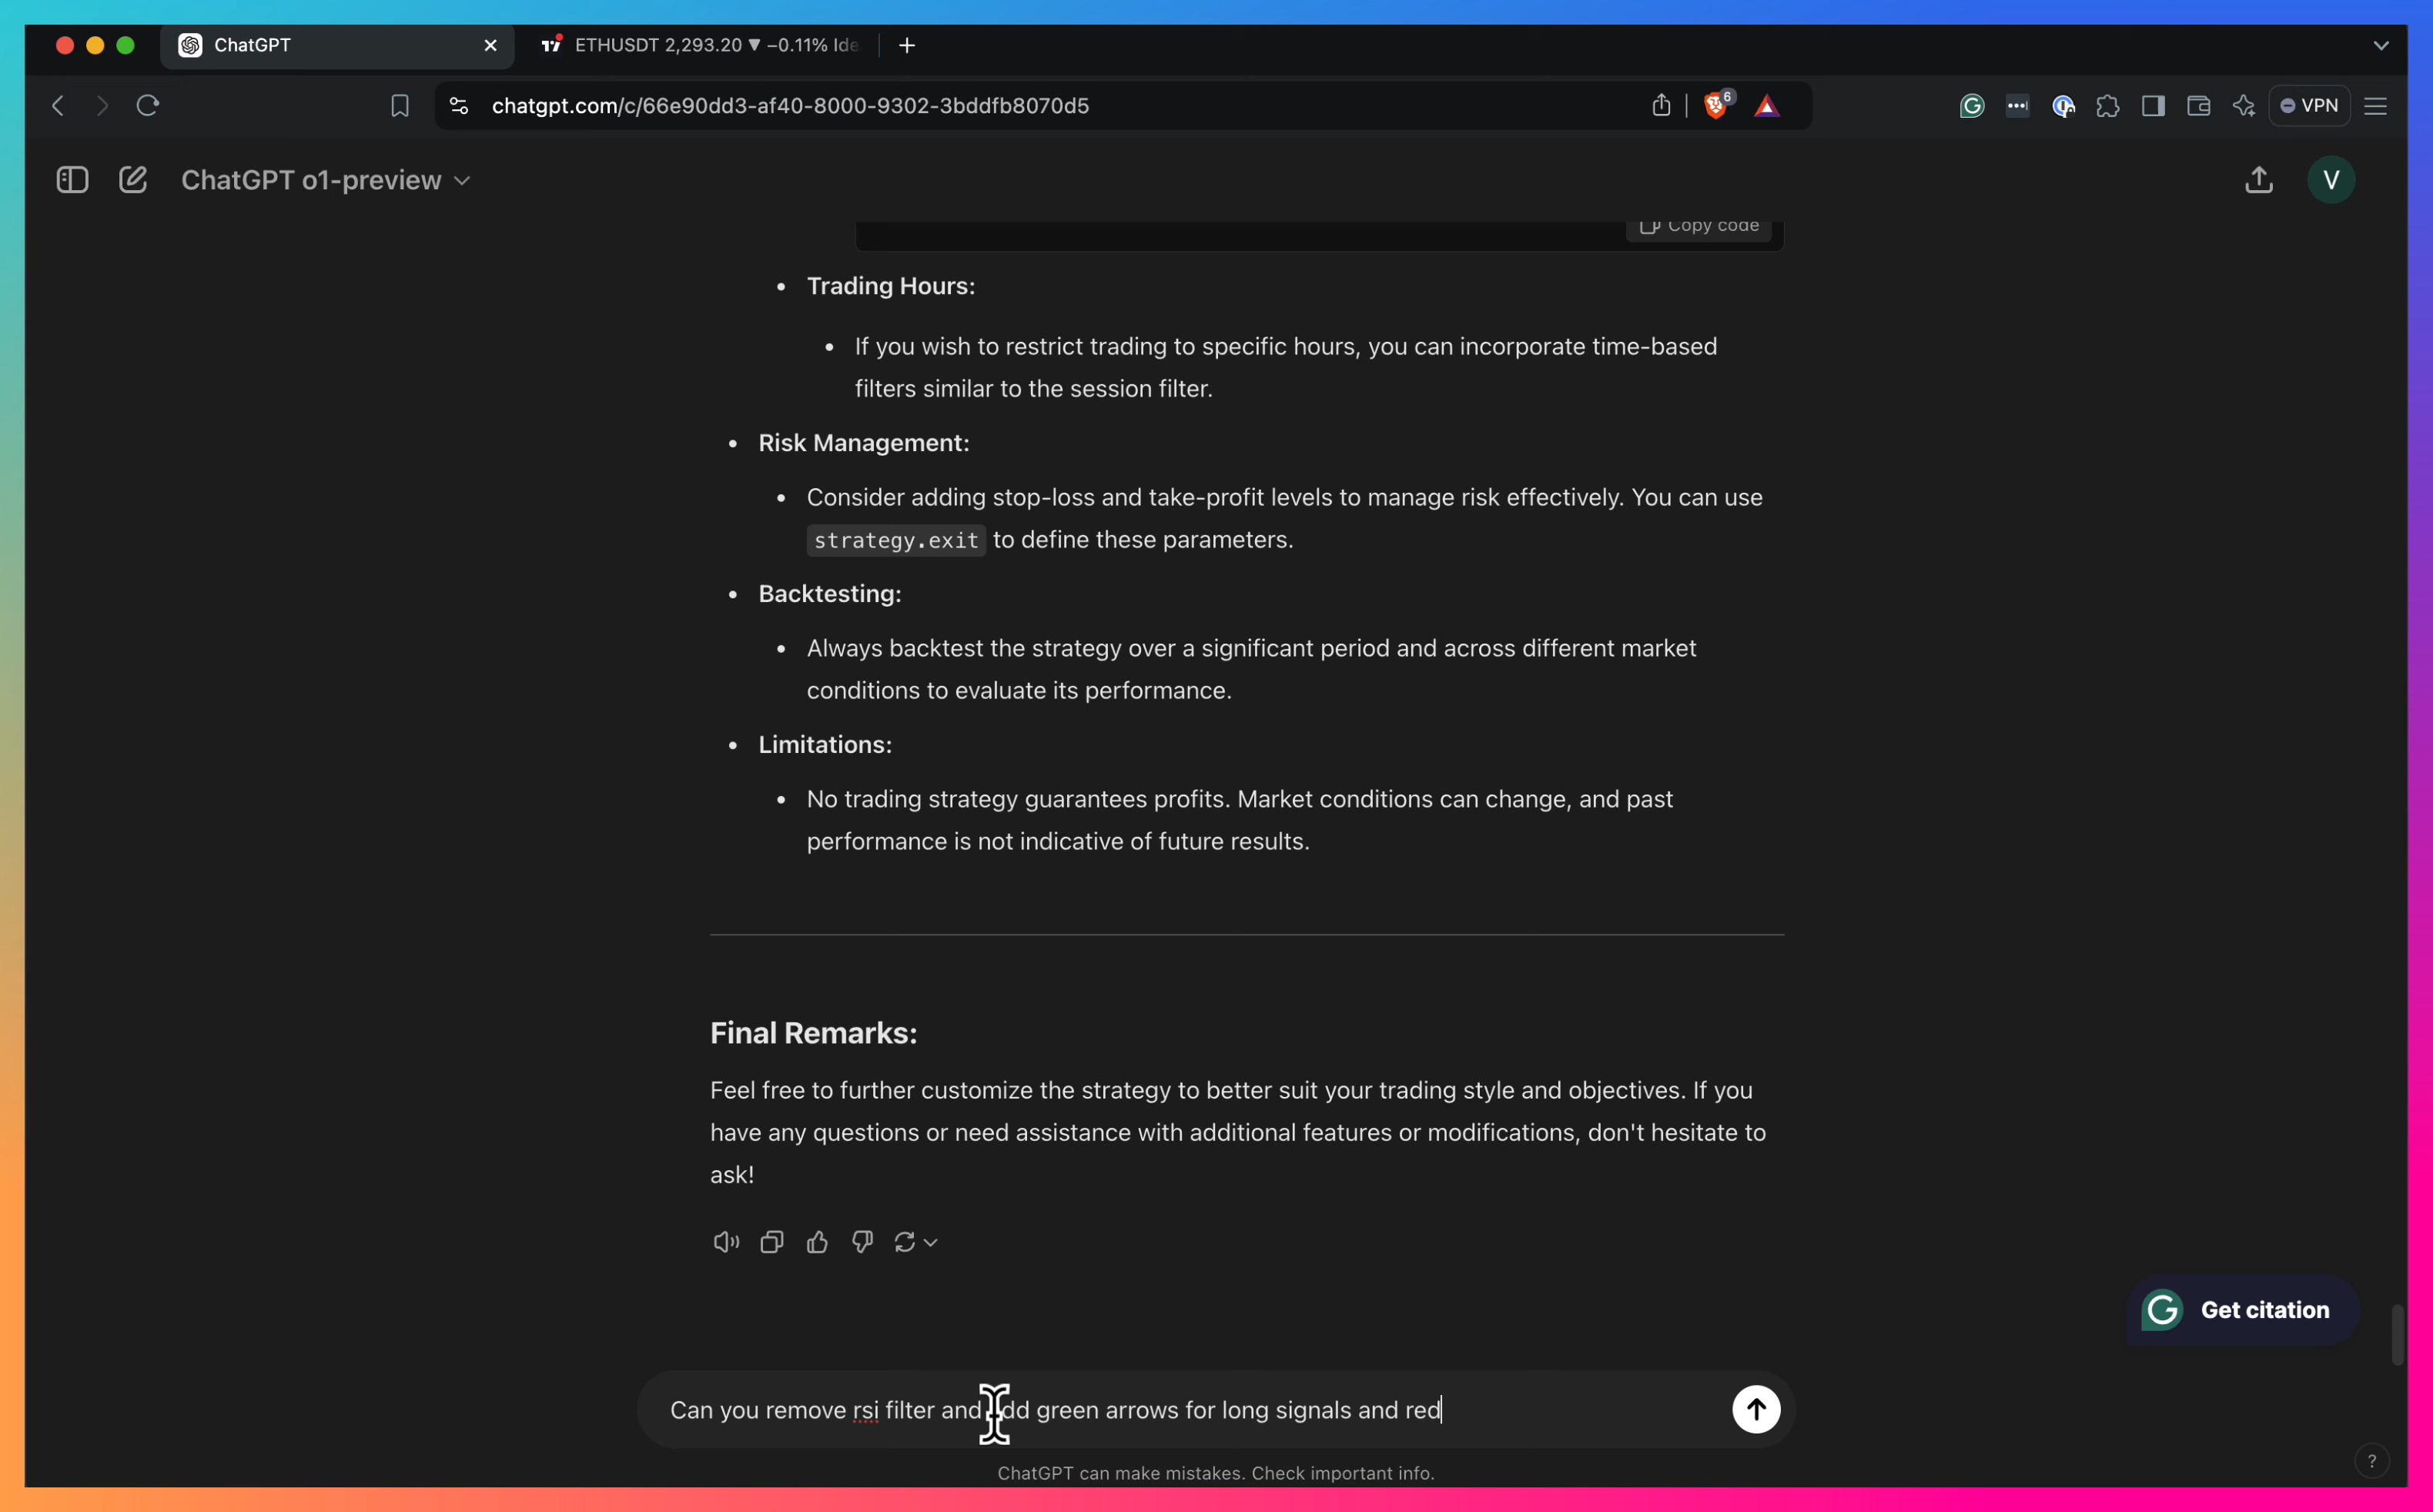 ChatGPT
ETHUSDT 2,293.20 ▼ −0.11% Ide
chatgpt.com/c/66e90dd3-af40-8000-9302-3bddfb8070d5
6
VPN
ChatGPT o1-preview
V
Copy code
• Trading Hours:
• If you wish to restrict trading to specific hours, you can incorporate time-based
filters similar to the session filter.
• Risk Management:
• Consider adding stop-loss and take-profit levels to manage risk effectively. You can use
strategy.exit to define these parameters.
• Backtesting:
• Always backtest the strategy over a significant period and across different market
conditions to evaluate its performance.
• Limitations:
• No trading strategy guarantees profits. Market conditions can change, and past
performance is not indicative of future results.
Final Remarks:
Feel free to further customize the strategy to better suit your trading style and objectives. If you
have any questions or need assistance with additional features or modifications, don't hesitate to
ask!
Get citation
Can you remove rsi filter and add green arrows for long signals and red
ChatGPT can make mistakes. Check important info.
?